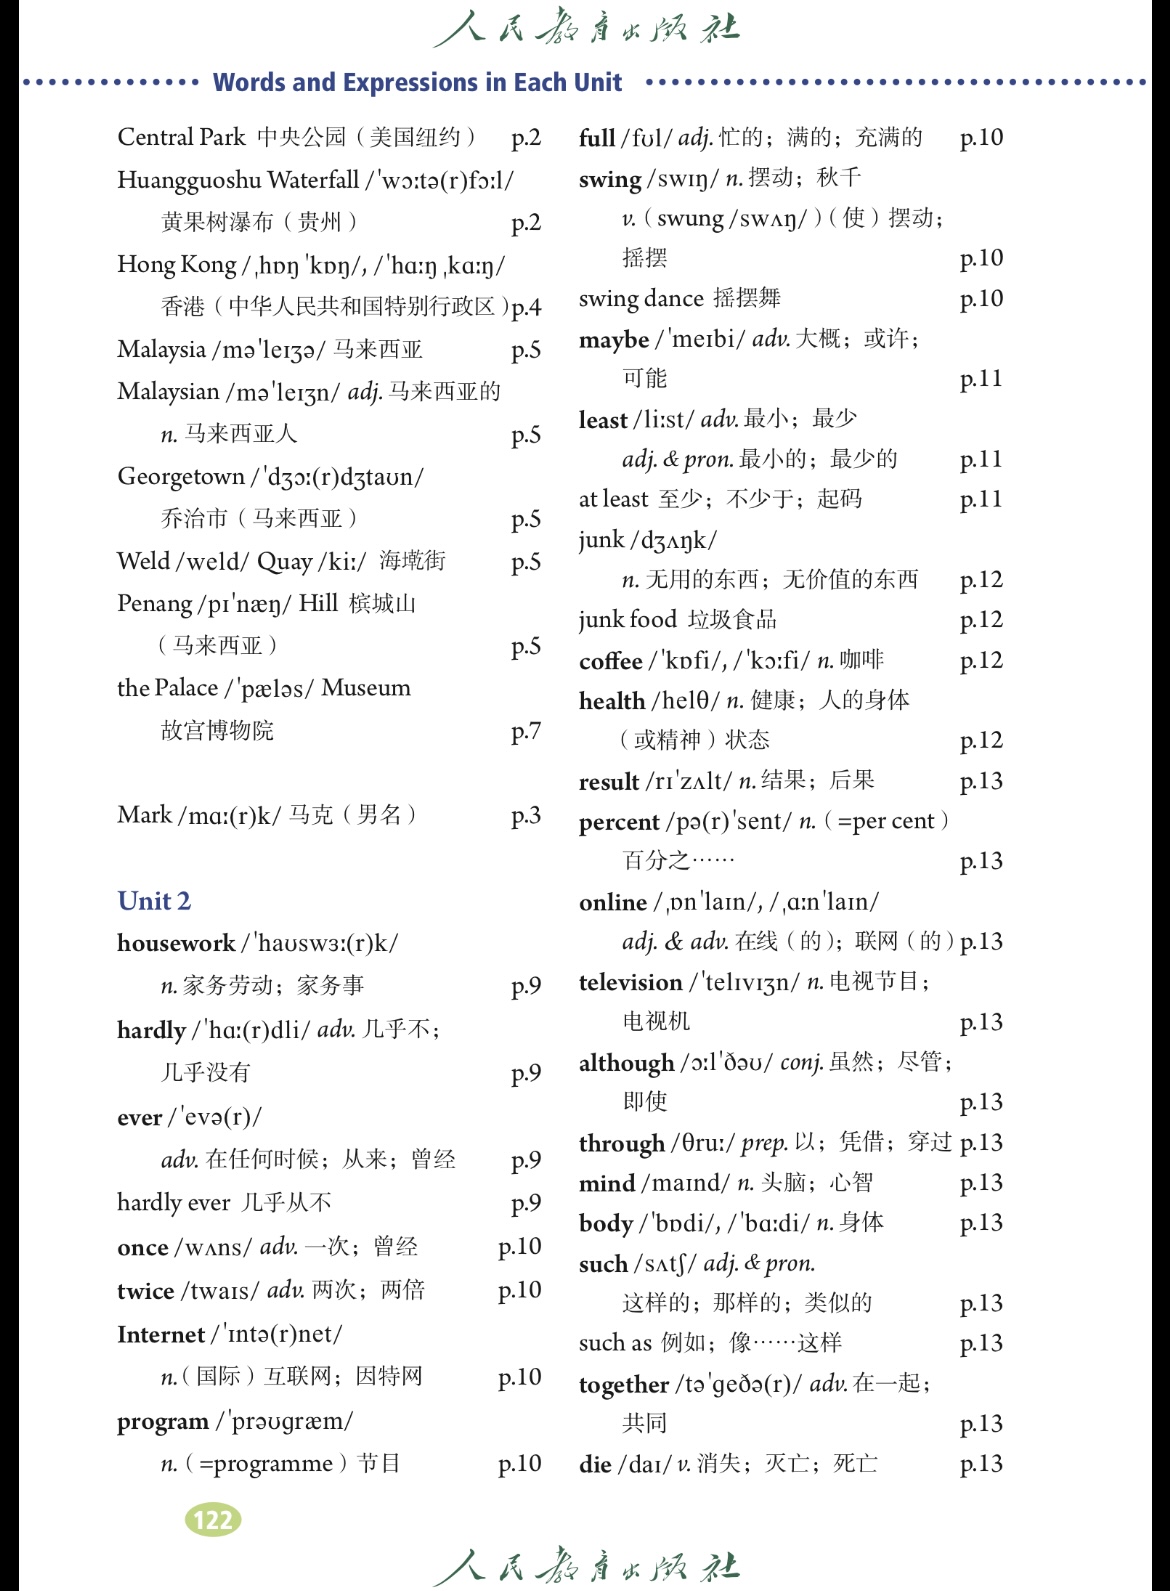 人民教育出版社
Words and Expressions in Each Unit
Central Park 中央公园（美国纽约） p.2
Huangguoshu Waterfall /ˈwɔːtə(r)fɔːl/
黄果树瀑布（贵州） p.2
Hong Kong /ˌhɒŋ ˈkɒŋ/, /ˈhɑːŋ ˌkɑːŋ/
香港（中华人民共和国特别行政区）p.4
Malaysia /məˈleɪʒə/ 马来西亚 p.5
Malaysian /məˈleɪʒn/ adj. 马来西亚的
n. 马来西亚人 p.5
Georgetown /ˈdʒɔː(r)dʒtaʊn/
乔治市（马来西亚） p.5
Weld /weld/ Quay /kiː/ 海墘街 p.5
Penang /pɪˈnæŋ/ Hill 槟城山
（马来西亚） p.5
the Palace /ˈpæləs/ Museum
故宫博物院 p.7
Mark /mɑː(r)k/ 马克（男名） p.3
Unit 2
housework /ˈhaʊswɜː(r)k/
n. 家务劳动；家务事 p.9
hardly /ˈhɑː(r)dli/ adv. 几乎不；
几乎没有 p.9
ever /ˈevə(r)/
adv. 在任何时候；从来；曾经 p.9
hardly ever 几乎从不 p.9
once /wʌns/ adv. 一次；曾经 p.10
twice /twaɪs/ adv. 两次；两倍 p.10
Internet /ˈɪntə(r)net/
n.（国际）互联网；因特网 p.10
program /ˈprəʊɡræm/
n.（=programme）节目 p.10
full /fʊl/ adj. 忙的；满的；充满的 p.10
swing /swɪŋ/ n. 摆动；秋千
v.（swung /swʌŋ/）（使）摆动；
摇摆 p.10
swing dance 摇摆舞 p.10
maybe /ˈmeɪbi/ adv. 大概；或许；
可能 p.11
least /liːst/ adv. 最小；最少
adj. & pron. 最小的；最少的 p.11
at least 至少；不少于；起码 p.11
junk /dʒʌŋk/
n. 无用的东西；无价值的东西 p.12
junk food 垃圾食品 p.12
coffee /ˈkɒfi/, /ˈkɔːfi/ n. 咖啡 p.12
health /helθ/ n. 健康；人的身体
（或精神）状态 p.12
result /rɪˈzʌlt/ n. 结果；后果 p.13
percent /pə(r)ˈsent/ n.（=per cent）
百分之…… p.13
online /ˌɒnˈlaɪn/, /ˌɑːnˈlaɪn/
adj. & adv. 在线（的）；联网（的）p.13
television /ˈtelɪvɪʒn/ n. 电视节目；
电视机 p.13
although /ɔːlˈðəʊ/ conj. 虽然；尽管；
即使 p.13
through /θruː/ prep. 以；凭借；穿过 p.13
mind /maɪnd/ n. 头脑；心智 p.13
body /ˈbɒdi/, /ˈbɑːdi/ n. 身体 p.13
such /sʌtʃ/ adj. & pron.
这样的；那样的；类似的 p.13
such as 例如；像……这样 p.13
together /təˈɡeðə(r)/ adv. 在一起；
共同 p.13
die /daɪ/ v. 消失；灭亡；死亡 p.13
122
人民教育出版社